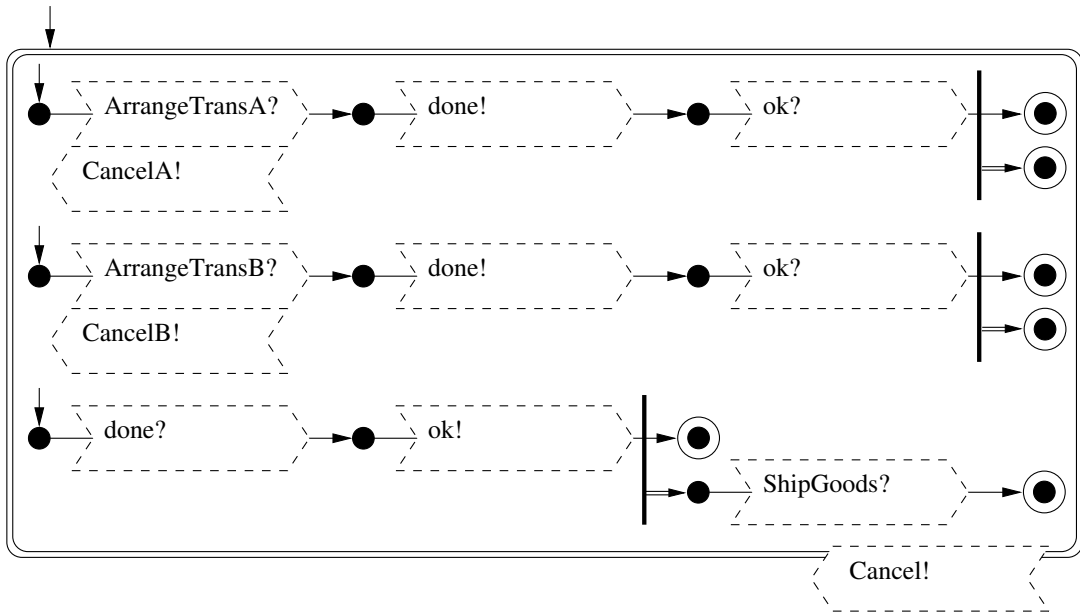 ArrangeTransA? done! ok?
CancelA!
ArrangeTransB? done! ok?
CancelB!
done? ok!
ShipGoods?
Cancel!